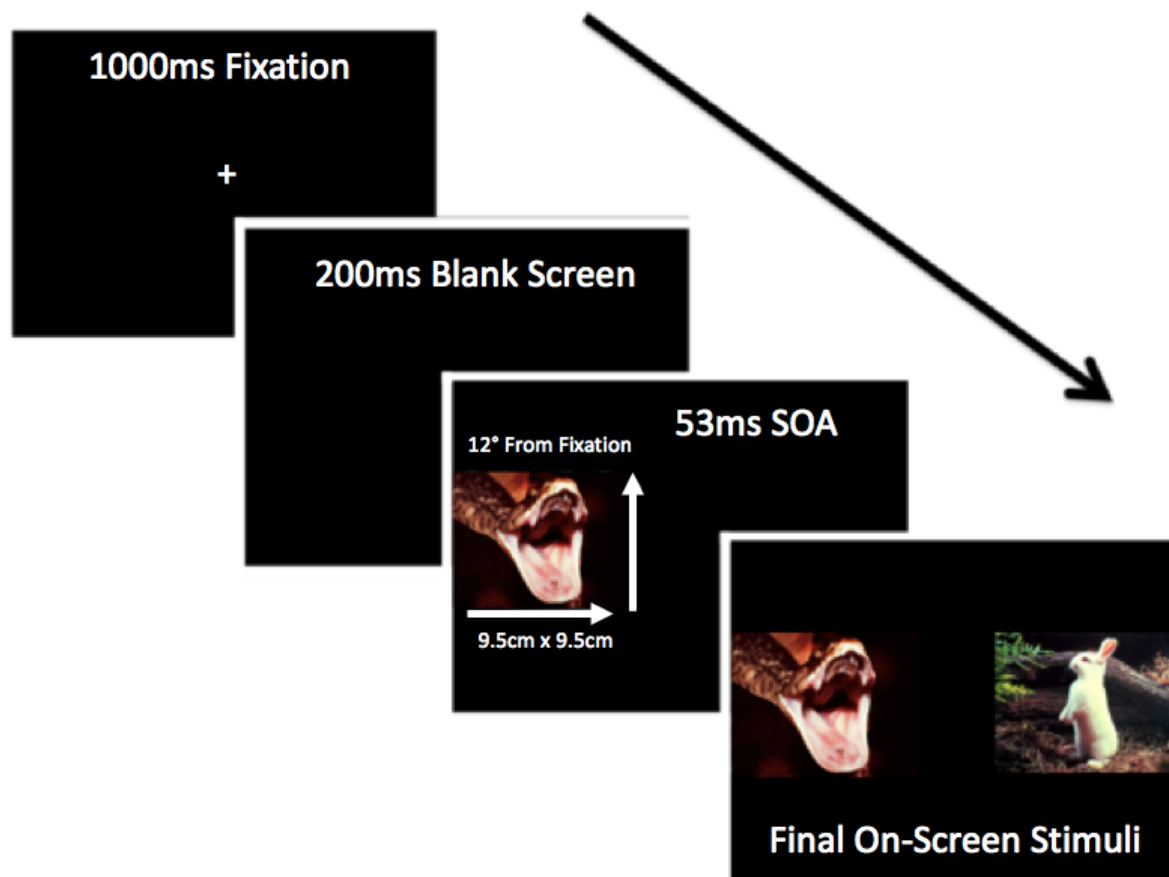 1000ms Fixation
+
200ms Blank Screen
53ms SOA
12° From Fixation
9.5cm x 9.5cm
Final On-Screen Stimuli